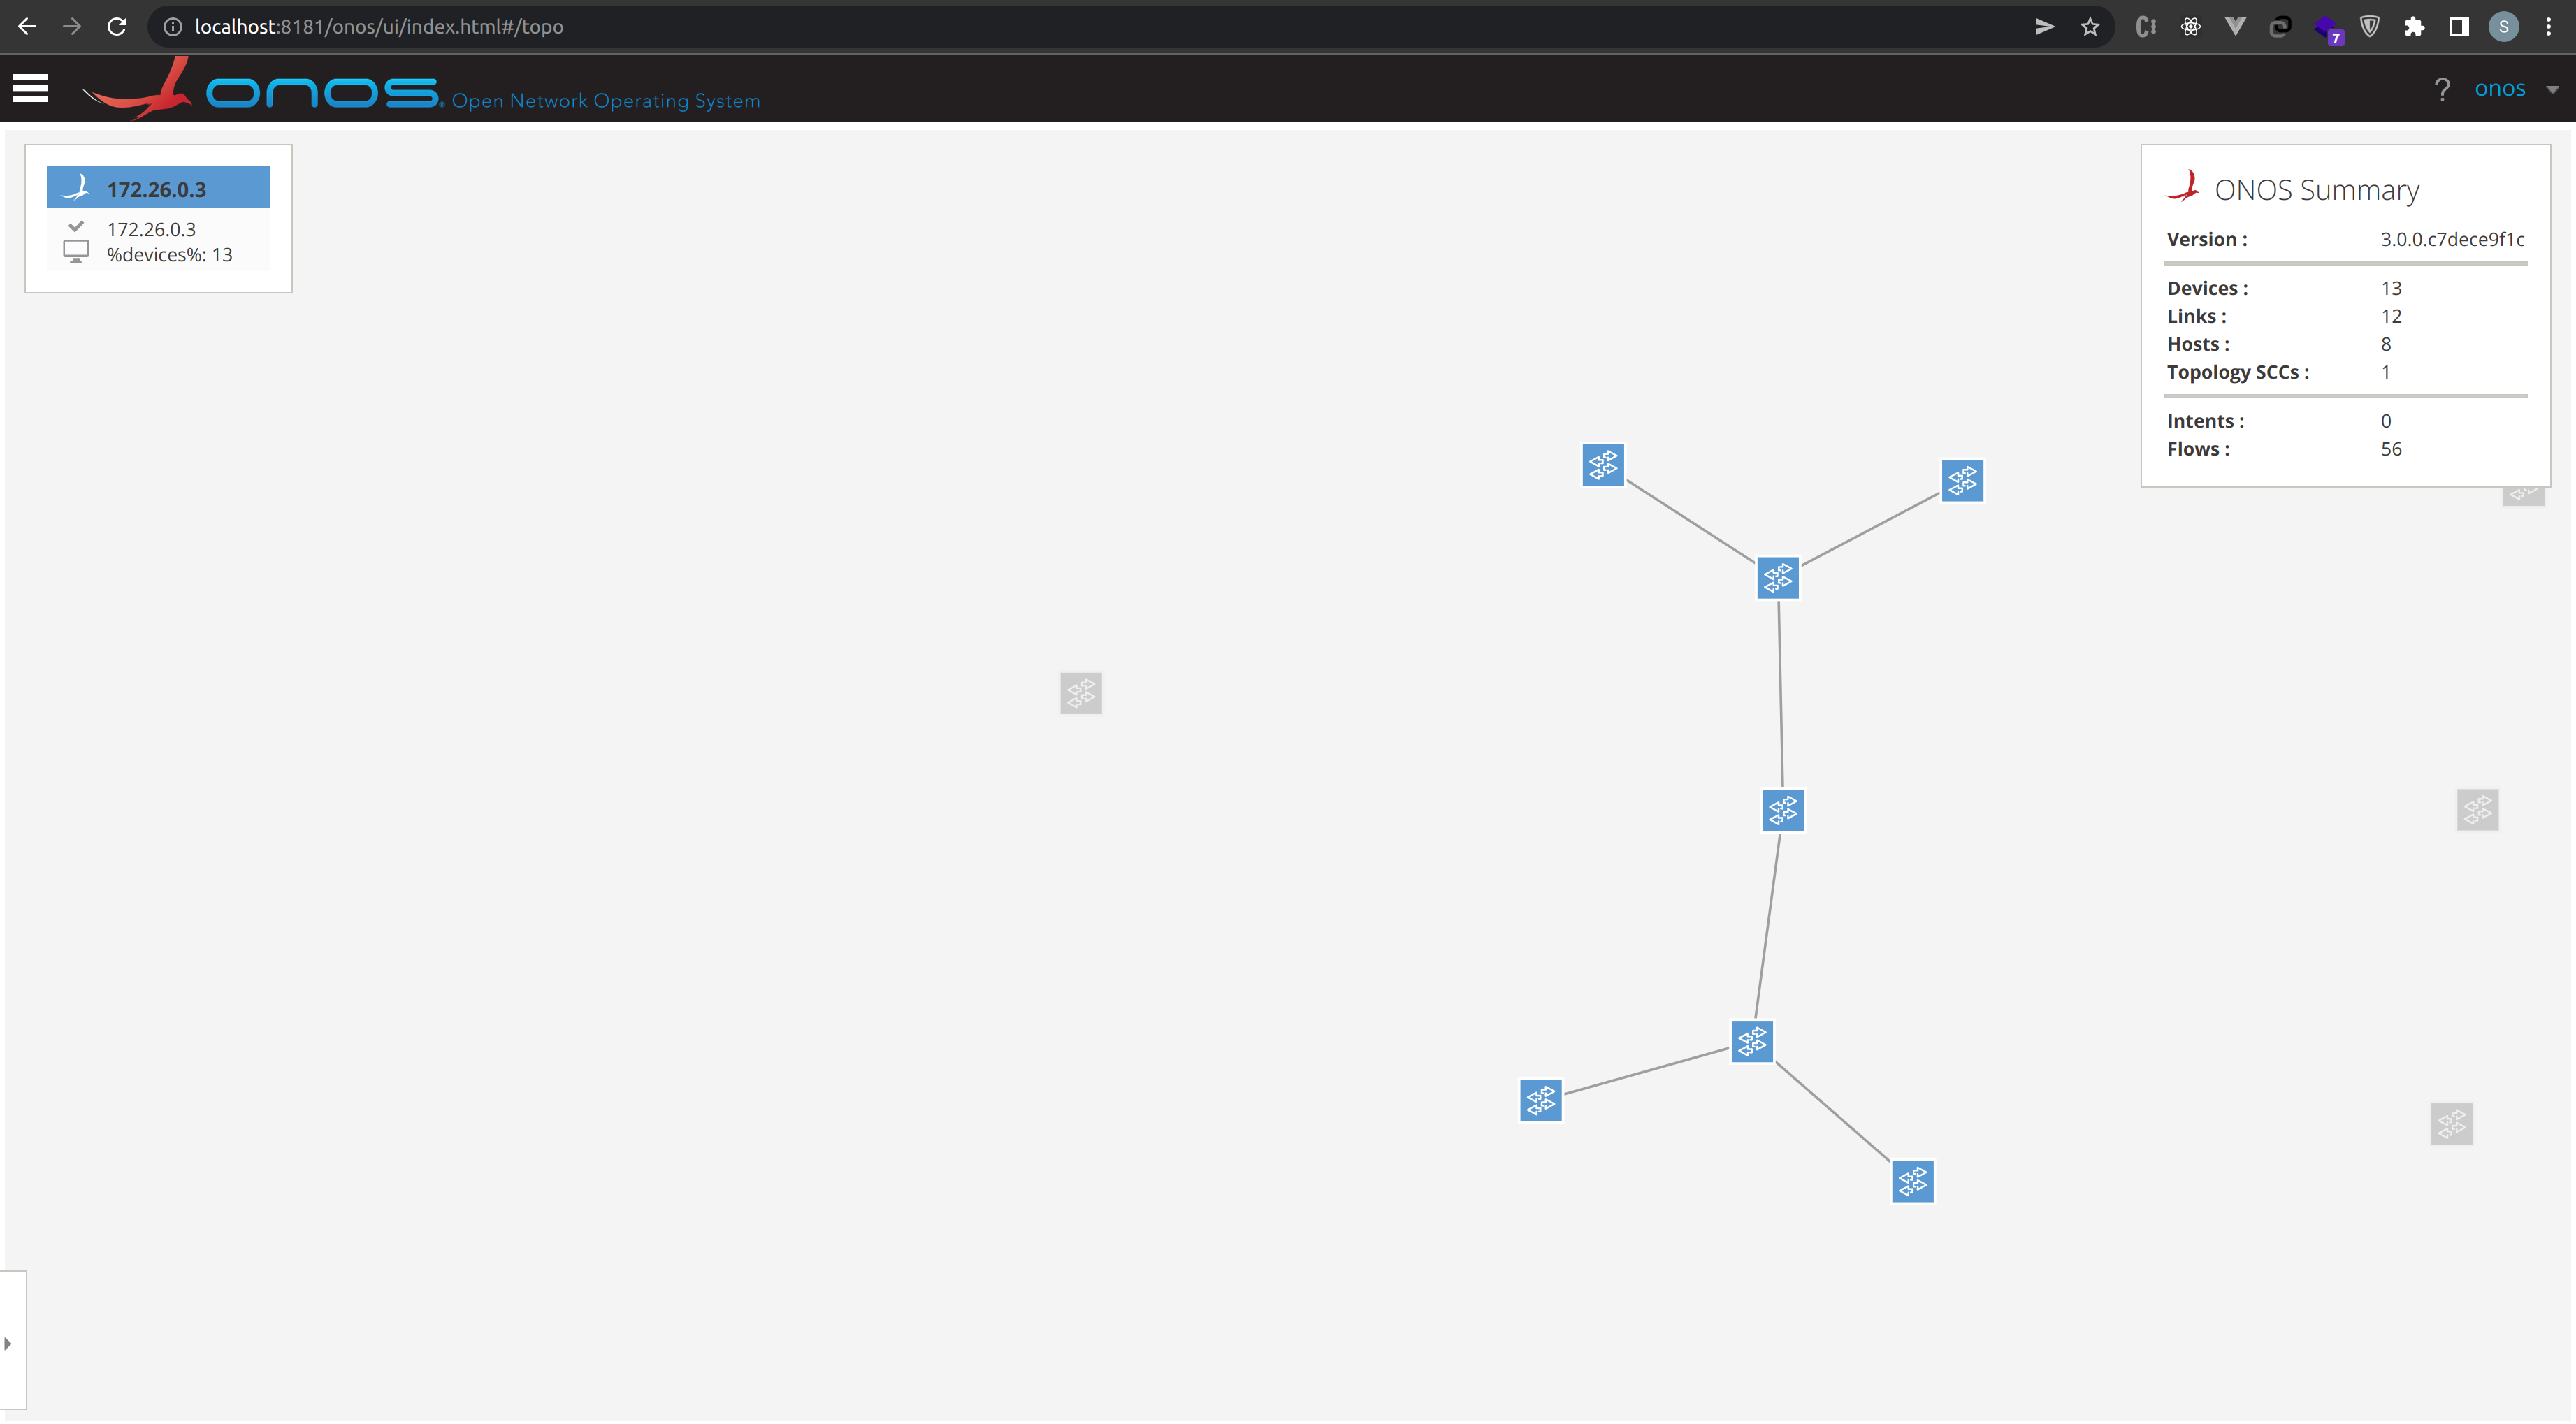 localhost:8181/onos/ui/index.html#/topo
7
S
onos. Open Network Operating System
?
onos
172.26.0.3
172.26.0.3
%devices%: 13
ONOS Summary
Version : 3.0.0.c7dece9f1c
Devices : 13
Links : 12
Hosts : 8
Topology SCCs : 1
Intents : 0
Flows : 56